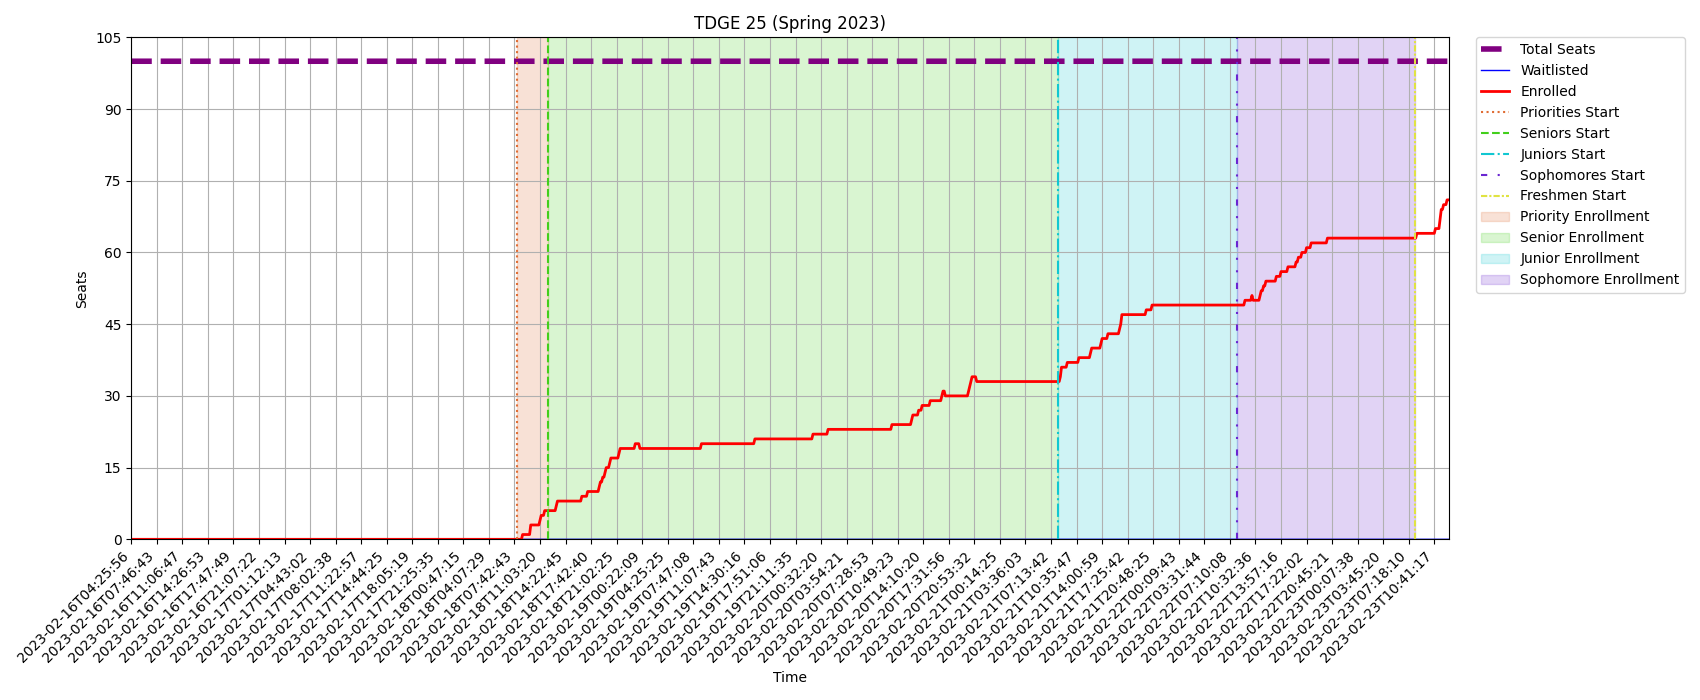 TDGE 25 (Spring 2023)
105
90
75
60
45
30
15
0
Seats
2023-02-16T04:25:56
2023-02-16T07:46:43
2023-02-16T11:06:47
2023-02-16T14:26:53
2023-02-16T17:47:49
2023-02-16T21:07:22
2023-02-17T01:12:13
2023-02-17T04:43:02
2023-02-17T08:02:38
2023-02-17T11:22:57
2023-02-17T14:44:25
2023-02-17T18:05:19
2023-02-17T21:25:35
2023-02-18T00:47:15
2023-02-18T04:07:29
2023-02-18T07:42:43
2023-02-18T11:03:20
2023-02-18T14:22:45
2023-02-18T17:42:40
2023-02-18T21:02:25
2023-02-19T00:22:09
2023-02-19T04:25:25
2023-02-19T07:47:08
2023-02-19T11:07:43
2023-02-19T14:30:16
2023-02-19T17:51:06
2023-02-19T21:11:35
2023-02-20T00:32:20
2023-02-20T03:54:21
2023-02-20T07:28:53
2023-02-20T10:49:23
2023-02-20T14:10:20
2023-02-20T17:31:56
2023-02-20T20:53:32
2023-02-21T00:14:25
2023-02-21T03:36:03
2023-02-21T07:13:42
2023-02-21T10:35:47
2023-02-21T14:00:59
2023-02-21T17:25:42
2023-02-21T20:48:25
2023-02-22T00:09:43
2023-02-22T03:31:44
2023-02-22T07:10:08
2023-02-22T10:32:36
2023-02-22T13:57:16
2023-02-22T17:22:02
2023-02-22T20:45:21
2023-02-23T00:07:38
2023-02-23T03:45:20
2023-02-23T07:18:10
2023-02-23T10:41:17
Time
Total Seats
Waitlisted
Enrolled
Priorities Start
Seniors Start
Juniors Start
Sophomores Start
Freshmen Start
Priority Enrollment
Senior Enrollment
Junior Enrollment
Sophomore Enrollment